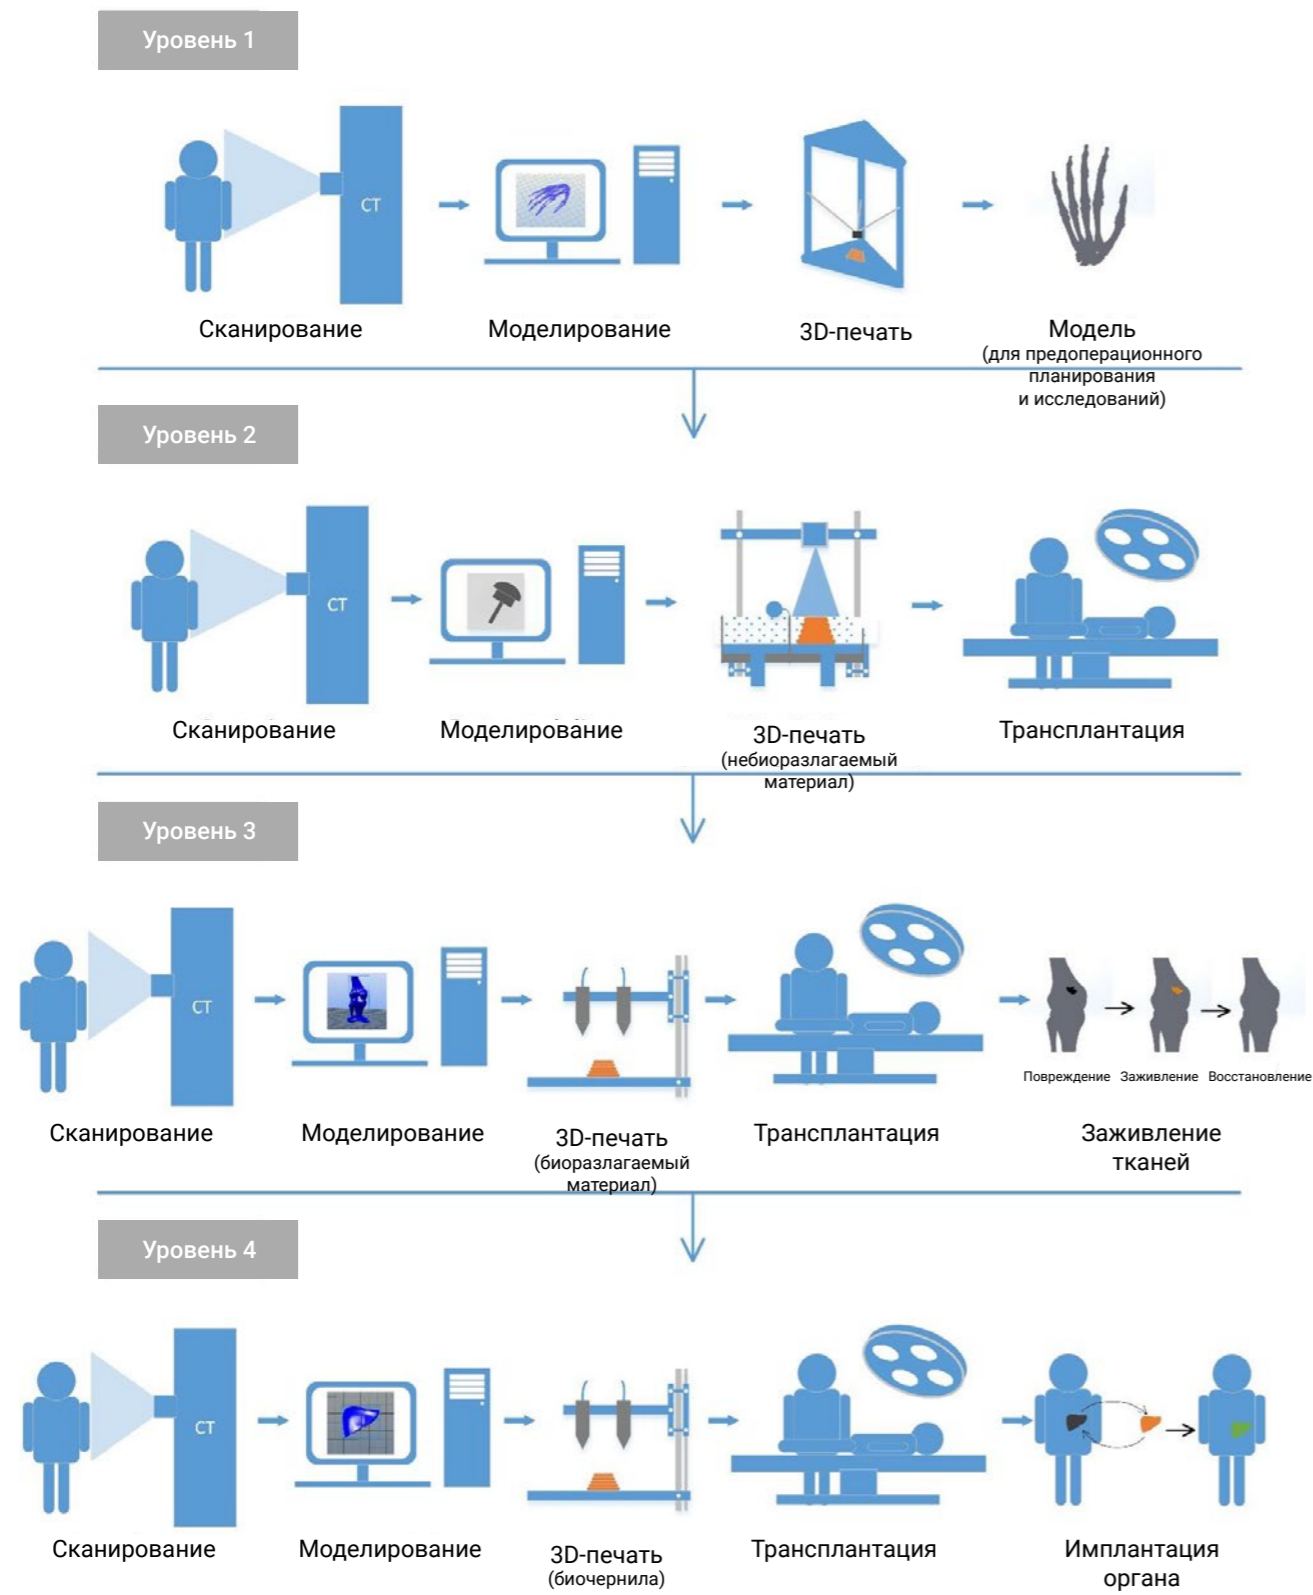 Уровень 1
CT
Сканирование
Моделирование
3D-печать
Модель
(для предоперационного
планирования
и исследований)
Уровень 2
CT
Сканирование
Моделирование
3D-печать
(небиоразлагаемый
материал)
Трансплантация
Уровень 3
CT
Повреждение Заживление Восстановление
Сканирование
Моделирование
3D-печать
(биоразлагаемый
материал)
Трансплантация
Заживление
тканей
Уровень 4
CT
Сканирование
Моделирование
3D-печать
(биочернила)
Трансплантация
Имплантация
органа